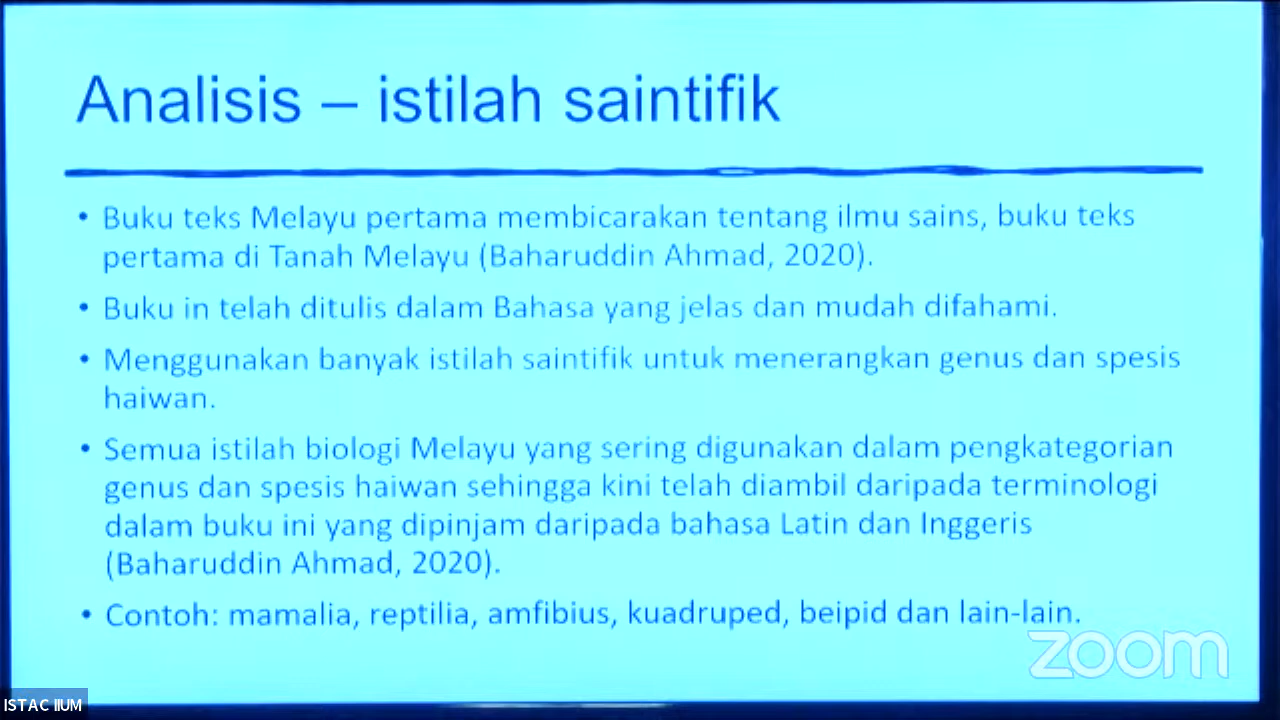 Analisis – istilah saintifik
• Buku teks Melayu pertama membicarakan tentang ilmu sains, buku teks
pertama di Tanah Melayu (Baharuddin Ahmad, 2020).
• Buku in telah ditulis dalam Bahasa yang jelas dan mudah difahami.
• Menggunakan banyak istilah saintifik untuk menerangkan genus dan spesis
haiwan.
• Semua istilah biologi Melayu yang sering digunakan dalam pengkategorian
genus dan spesis haiwan sehingga kini telah diambil daripada terminologi
dalam buku ini yang dipinjam daripada bahasa Latin dan Inggeris
(Baharuddin Ahmad, 2020).
• Contoh: mamalia, reptilia, amfibius, kuadruped, beipid dan lain-lain.
zoom
ISTAC IIUM